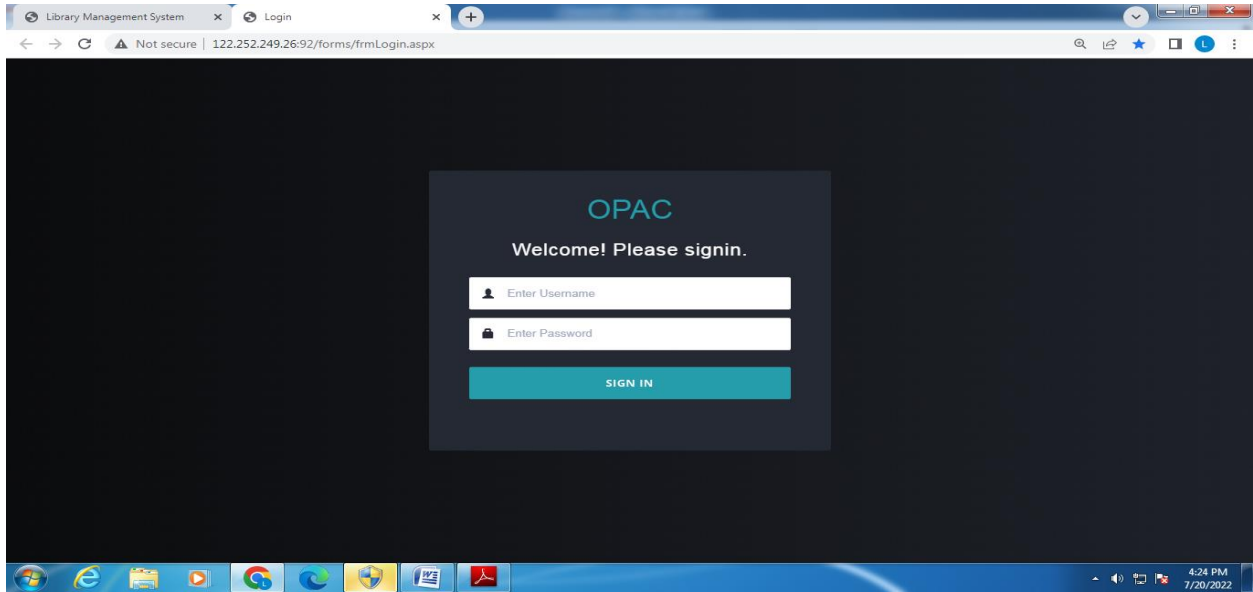 Library Management System
Login
Not secure | 122.252.249.26:92/forms/frmLogin.aspx
L
OPAC
Welcome! Please signin.
Enter Username
Enter Password
SIGN IN
4:24 PM
7/20/2022